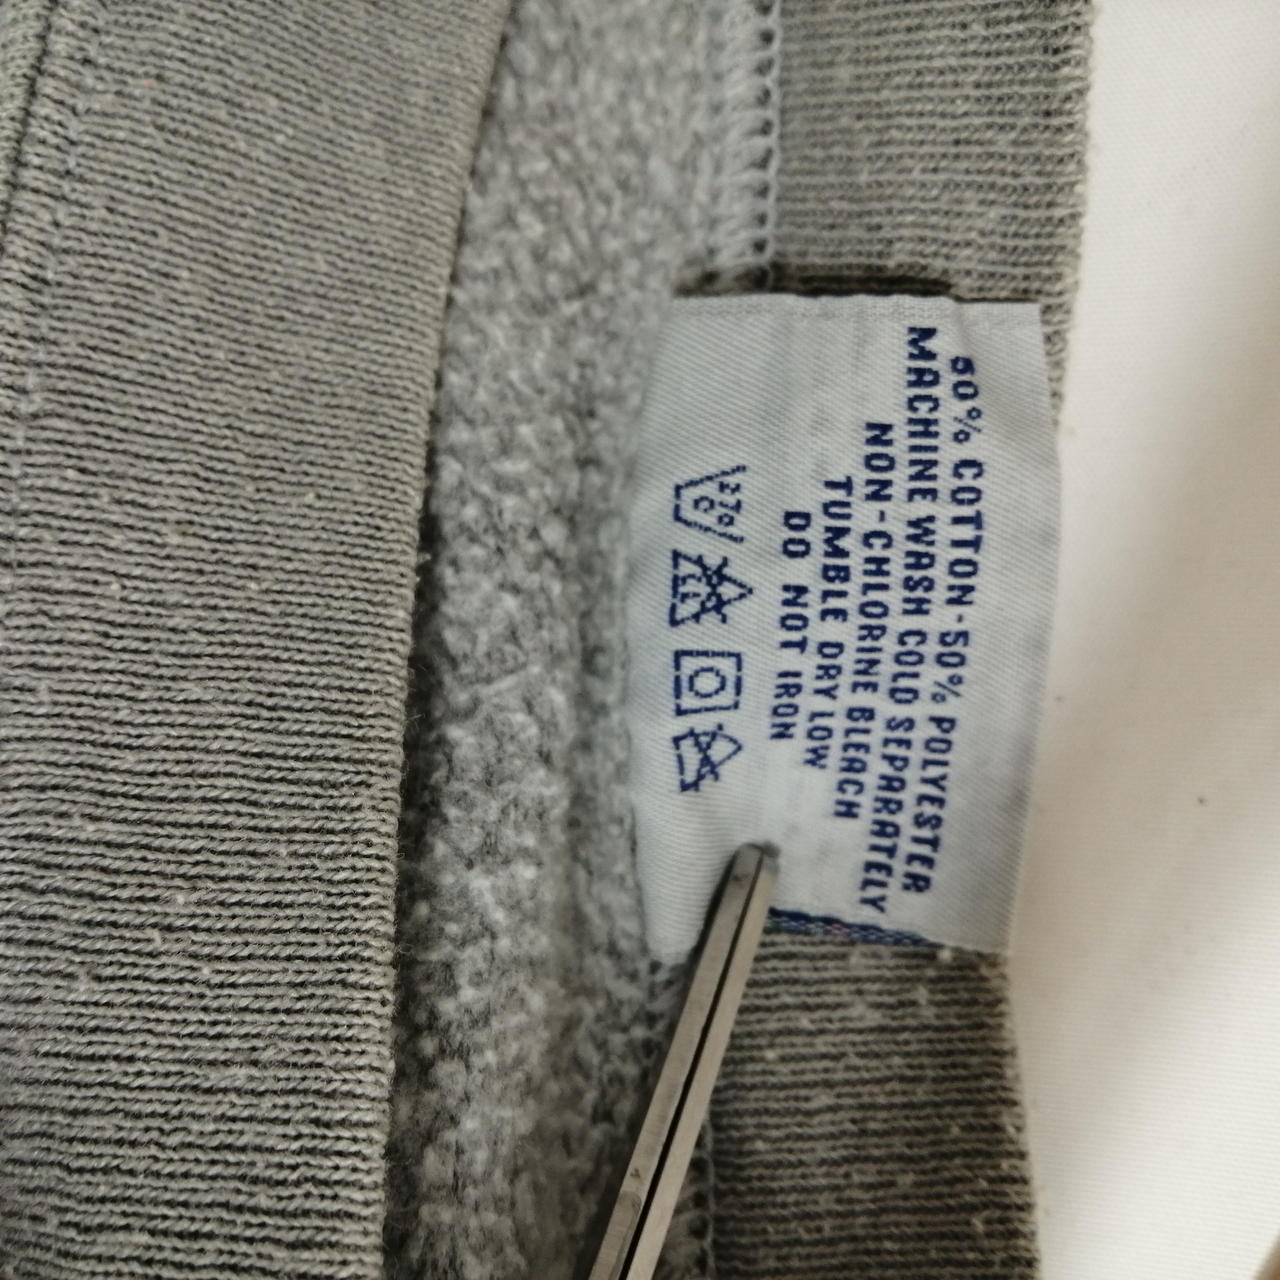 50% COTTON-50% POLYESTER
MACHINE WASH COLD SEPARATELY
NON-CHLORINE BLEACH
TUMBLE DRY LOW
DO NOT IRON